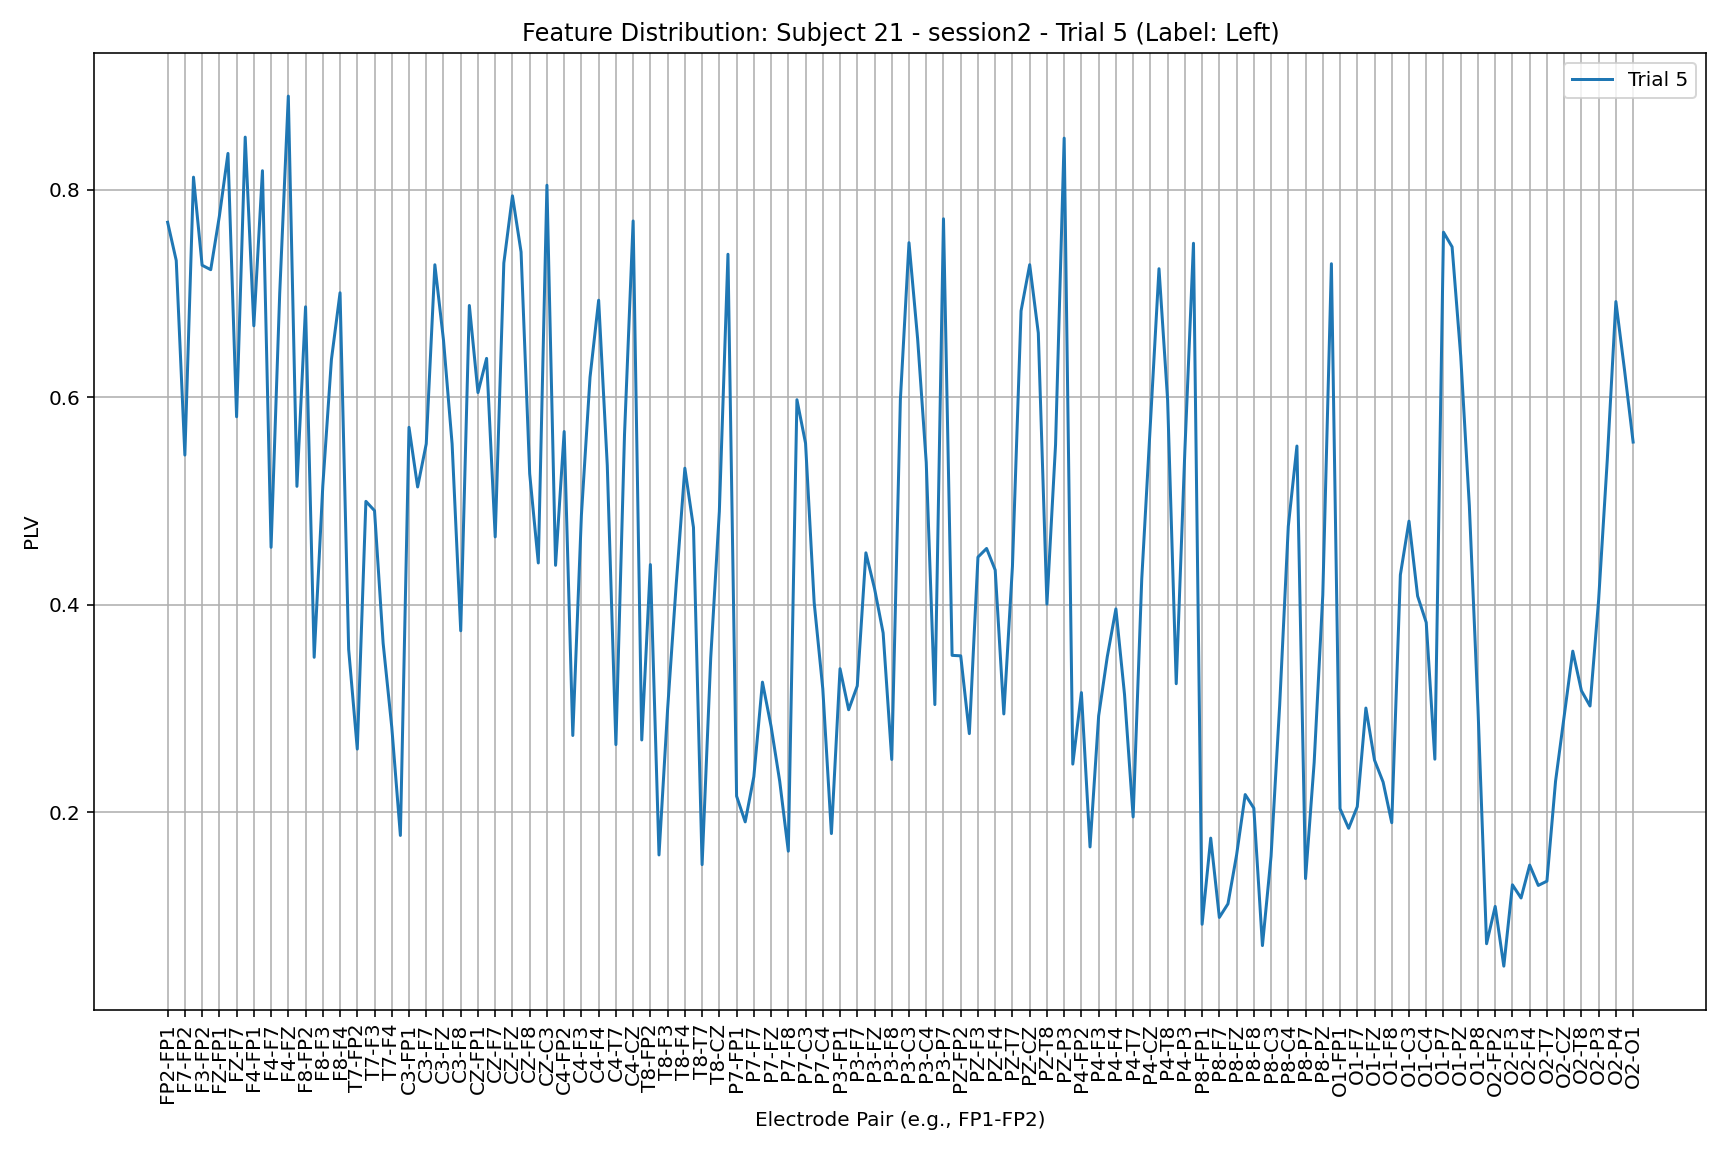 Feature Distribution: Subject 21 - session2 - Trial 5 (Label: Left)
Trial 5
0.8
0.6
0.4
0.2
PLV
FP2-FP1
F7-FP2
F3-FP2
FZ-FP1
FZ-F7
F4-FP1
F4-F7
F4-FZ
F8-FP2
F8-F3
F8-F4
T7-FP2
T7-F3
T7-F4
C3-FP1
C3-F7
C3-FZ
C3-F8
CZ-FP1
CZ-F7
CZ-FZ
CZ-F8
CZ-C3
C4-FP2
C4-F3
C4-F4
C4-T7
C4-CZ
T8-FP2
T8-F3
T8-F4
T8-T7
T8-CZ
P7-FP1
P7-F7
P7-FZ
P7-F8
P7-C3
P7-C4
P3-FP1
P3-F7
P3-FZ
P3-F8
P3-C3
P3-C4
P3-P7
PZ-FP2
PZ-F3
PZ-F4
PZ-T7
PZ-CZ
PZ-T8
PZ-P3
P4-FP2
P4-F3
P4-F4
P4-T7
P4-CZ
P4-T8
P4-P3
P8-FP1
P8-F7
P8-FZ
P8-F8
P8-C3
P8-C4
P8-P7
P8-PZ
O1-FP1
O1-F7
O1-FZ
O1-F8
O1-C3
O1-C4
O1-P7
O1-PZ
O1-P8
O2-FP2
O2-F3
O2-F4
O2-T7
O2-CZ
O2-T8
O2-P3
O2-P4
O2-O1
Electrode Pair (e.g., FP1-FP2)